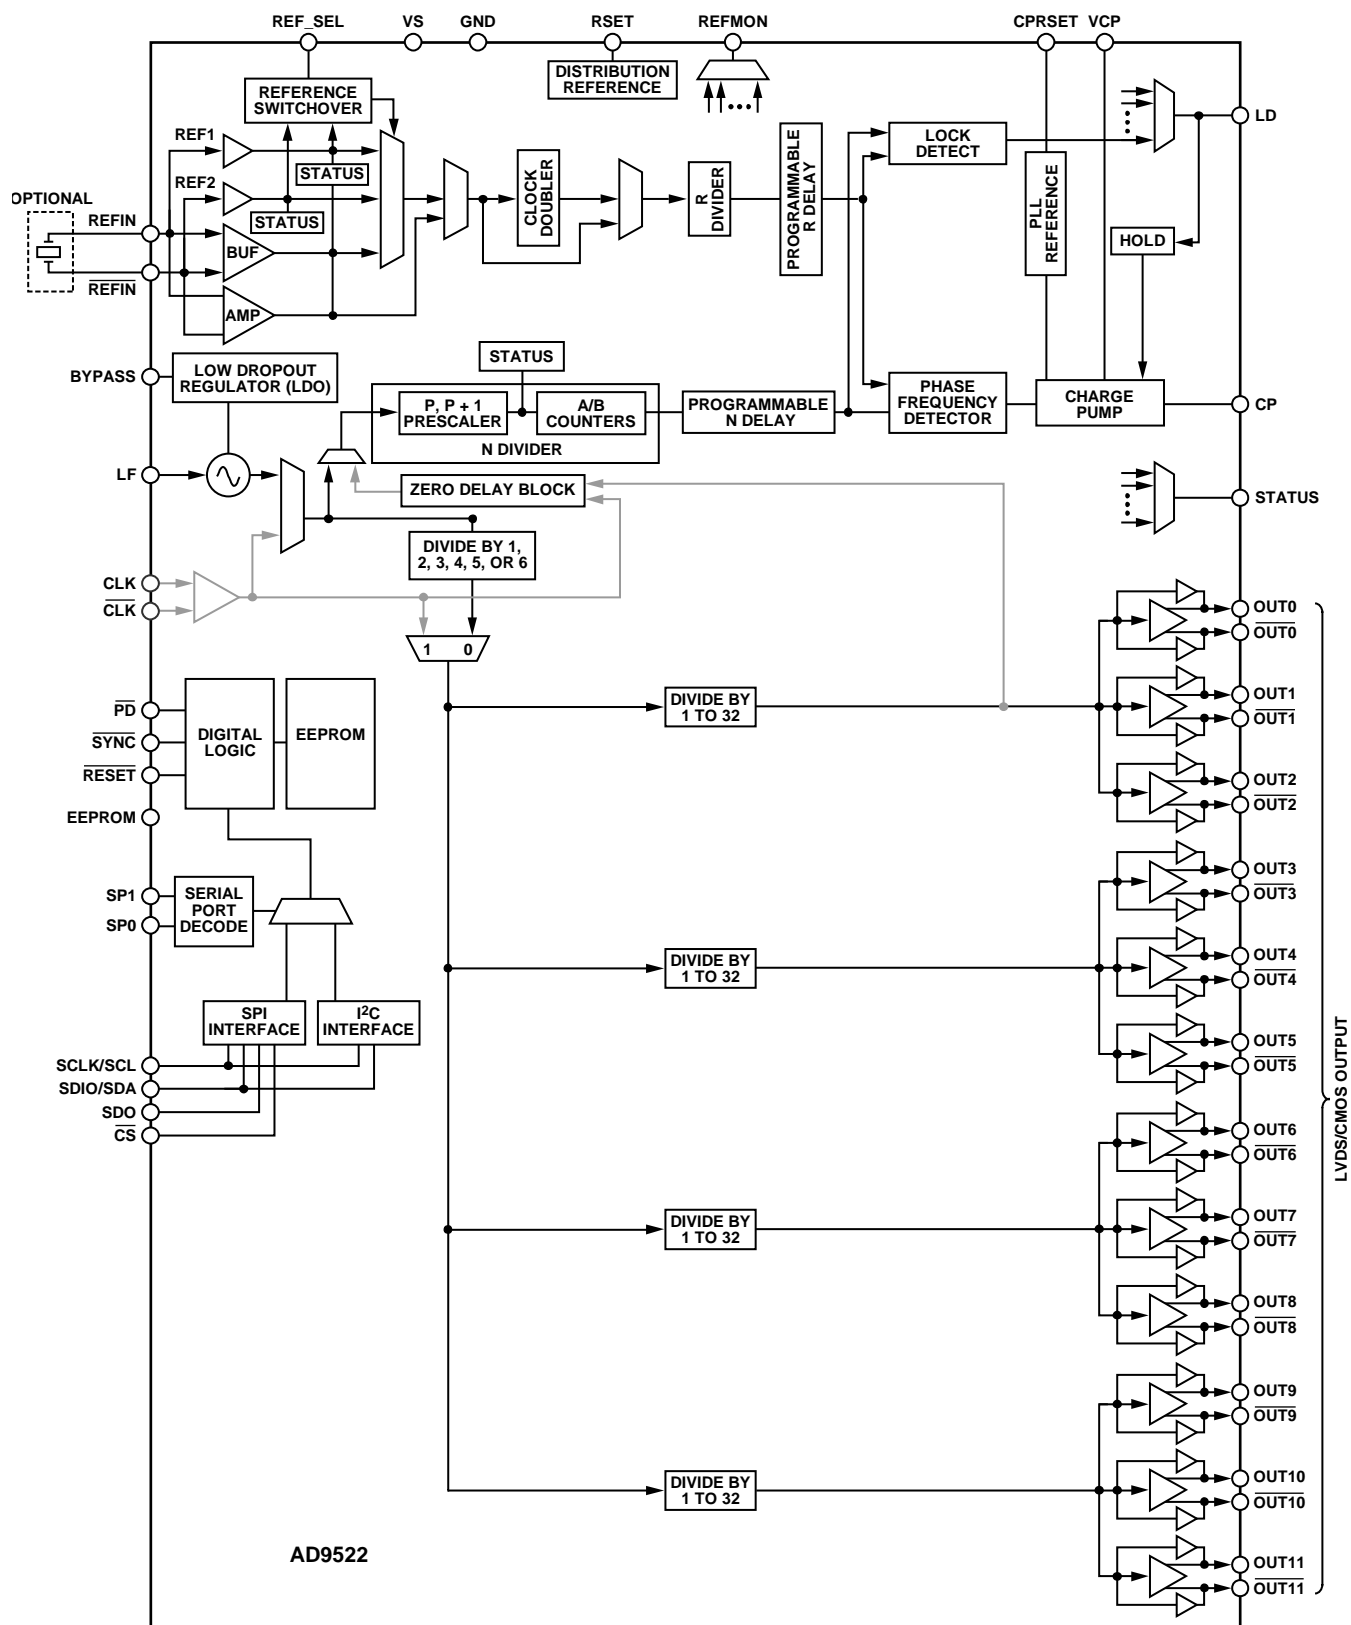 REF_SEL
VS
GND
RSET
REFMON
CPRSET
VCP
DISTRIBUTION
REFERENCE
REFERENCE
SWITCHOVER
REF1
REF2
STATUS
STATUS
OPTIONAL
REFIN
REFIN
BUF
AMP
CLOCK
DOUBLER
R
DIVIDER
PROGRAMMABLE
R DELAY
LOCK
DETECT
PLL
REFERENCE
HOLD
LD
BYPASS
LOW DROPOUT
REGULATOR (LDO)
STATUS
P, P + 1
PRESCALER
A/B
COUNTERS
N DIVIDER
PROGRAMMABLE
N DELAY
PHASE
FREQUENCY
DETECTOR
CHARGE
PUMP
CP
LF
ZERO DELAY BLOCK
STATUS
DIVIDE BY 1,
2, 3, 4, 5, OR 6
CLK
CLK
1 0
PD
SYNC
RESET
EEPROM
DIGITAL
LOGIC
EEPROM
SP1
SP0
SERIAL
PORT
DECODE
SPI
INTERFACE
I2C
INTERFACE
SCLK/SCL
SDIO/SDA
SDO
CS
DIVIDE BY
1 TO 32
DIVIDE BY
1 TO 32
DIVIDE BY
1 TO 32
DIVIDE BY
1 TO 32
OUT0
OUT0
OUT1
OUT1
OUT2
OUT2
OUT3
OUT3
OUT4
OUT4
OUT5
OUT5
OUT6
OUT6
OUT7
OUT7
OUT8
OUT8
OUT9
OUT9
OUT10
OUT10
OUT11
OUT11
LVDS/CMOS OUTPUT
AD9522